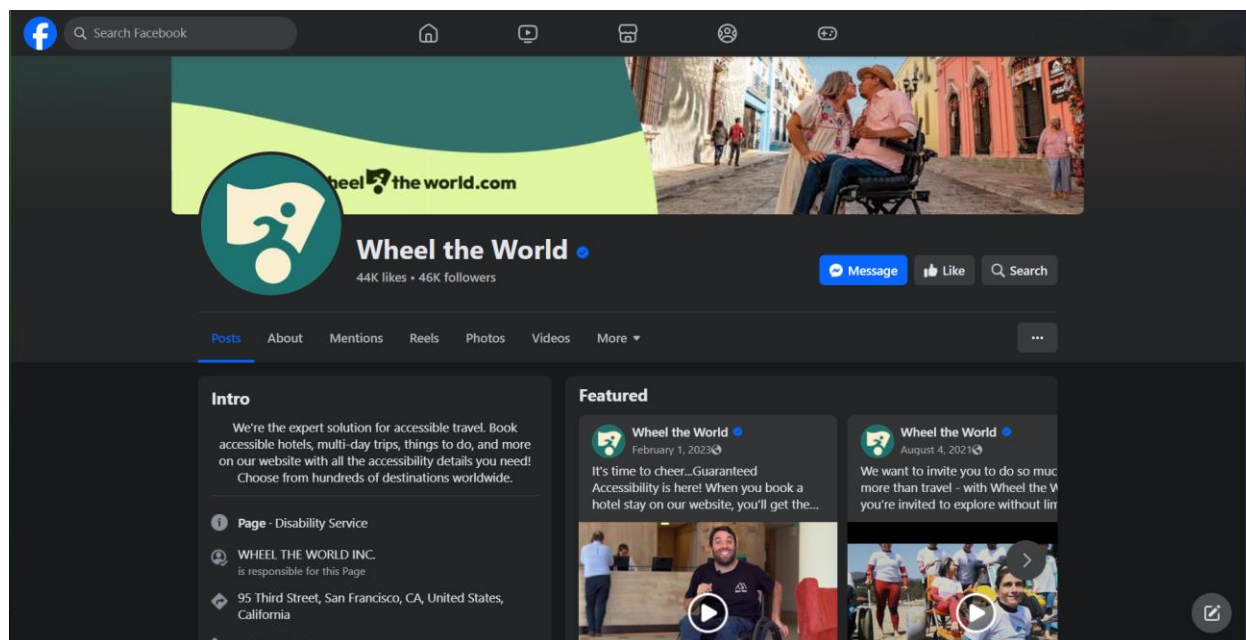 Search Facebook
heel the world.com
Wheel the World
44K likes • 46K followers
Message
Like
Search
Posts
About
Mentions
Reels
Photos
Videos
More
Intro
We're the expert solution for accessible travel. Book
accessible hotels, multi-day trips, things to do, and more
on our website with all the accessibility details you need!
Choose from hundreds of destinations worldwide.
Page · Disability Service
WHEEL THE WORLD INC.
is responsible for this Page
95 Third Street, San Francisco, CA, United States,
California
Featured
Wheel the World
February 1, 2023
It's time to cheer...Guaranteed
Accessibility is here! When you book a
hotel stay on our website, you'll get the...
Wheel the World
August 4, 2021
We want to invite you to do so muc
more than travel - with Wheel the W
you're invited to explore without lim